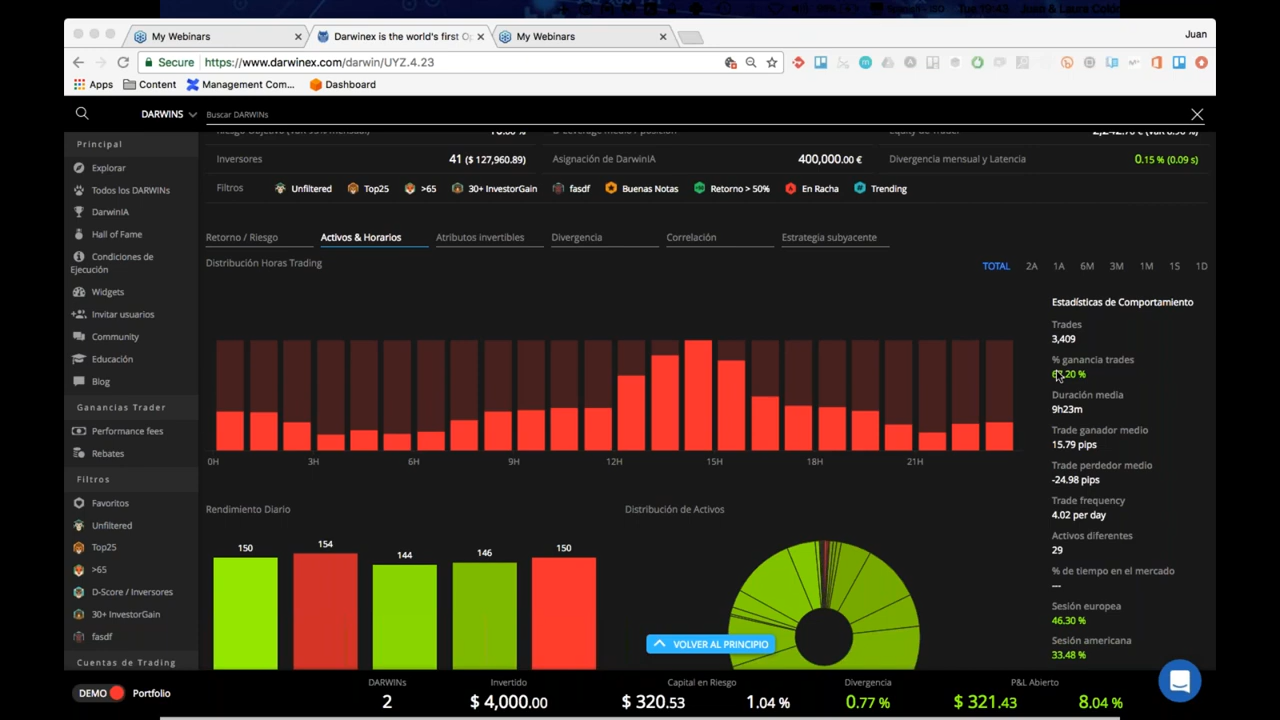 My Webinars
Darwinex is the world's first O
My Webinars
Juan
Secure https://www.darwinex.com/darwin/UYZ.4.23
Apps Content Management Com... Dashboard
DARWINS Buscar DARWINs
Principal
Explorar
Todos los DARWINs
DarwinIA
Hall of Fame
Condiciones de
Ejecución
Widgets
Invitar usuarios
Community
Educación
Blog
Ganancias Trader
Performance fees
Rebates
Filtros
Favoritos
Unfiltered
Top25
>65
D-Score / Inversores
30+ InvestorGain
fasdf
Cuentas de Trading
Inversores 41 ($ 127,960.89) Asignación de DarwinIA 400,000.00 € Divergencia mensual y Latencia 0.15 % (0.09 s)
Filtros Unfiltered Top25 >65 30+ InvestorGain fasdf Buenas Notas Retorno > 50% En Racha Trending
Retorno / Riesgo Activos & Horarios Atributos invertibles Divergencia Correlación Estrategia subyacente
Distribución Horas Trading
TOTAL 2A 1A 6M 3M 1M 1S 1D
0H 3H 6H 9H 12H 15H 18H 21H
Estadísticas de Comportamiento
Trades
3,409
% ganancia trades
Duración media
9h23m
Trade ganador medio
15.79 pips
Trade perdedor medio
-24.98 pips
Trade frequency
4.02 per day
Activos diferentes
29
% de tiempo en el mercado
---
Sesión europea
46.30 %
Sesión americana
33.48 %
Rendimiento Diario
150 154 144 146 150
Distribución de Activos
VOLVER AL PRINCIPIO
DEMO Portfolio
DARWINs
2
Invertido
$ 4,000.00
Capital en Riesgo
$ 320.53 1.04 %
Divergencia
0.77 %
P&L Abierto
$ 321.43 8.04 %